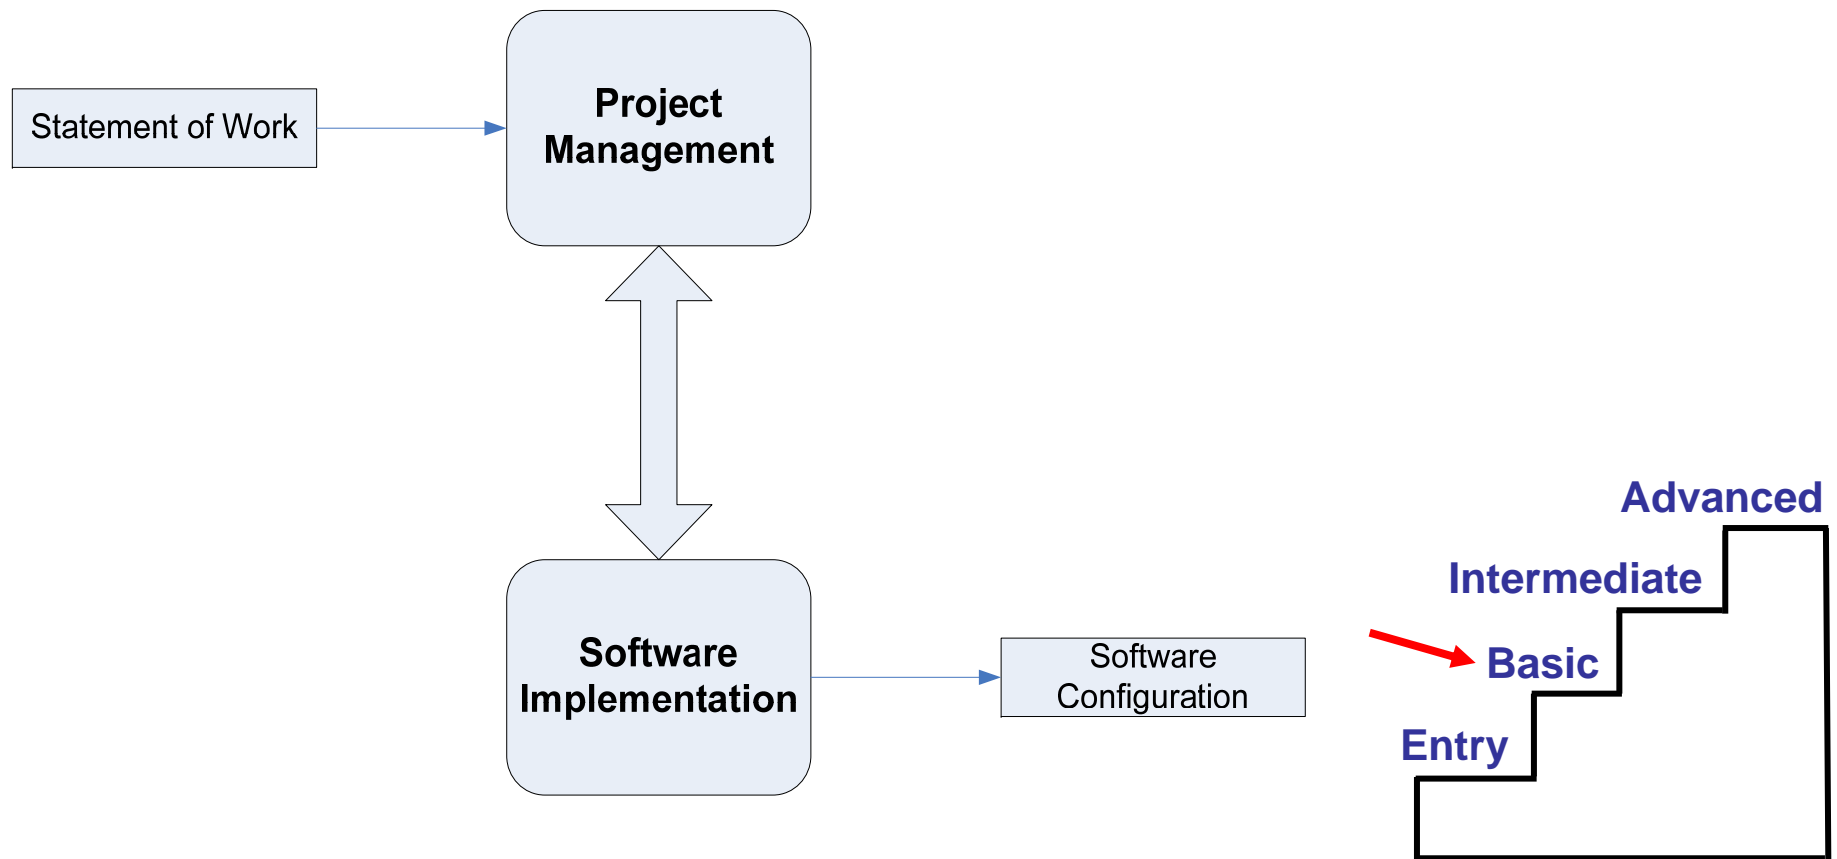 Project
Management
Statement of Work
Software
Implementation
Software
Configuration
Advanced
Intermediate
Basic
Entry